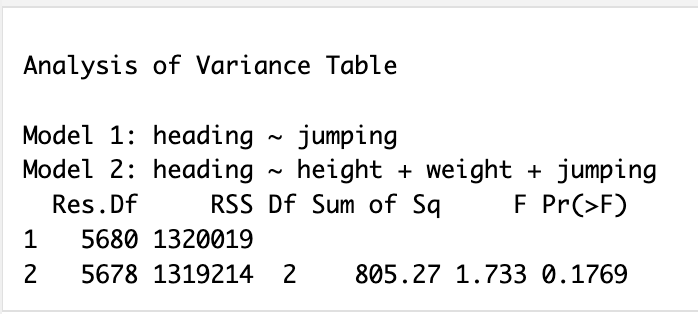 Analysis of Variance Table
Model 1: heading ~ jumping
Model 2: heading ~ height + weight + jumping
  Res.Df     RSS Df Sum of Sq     F Pr(>F)
1   5680 1320019
2   5678 1319214  2    805.27 1.733 0.1769